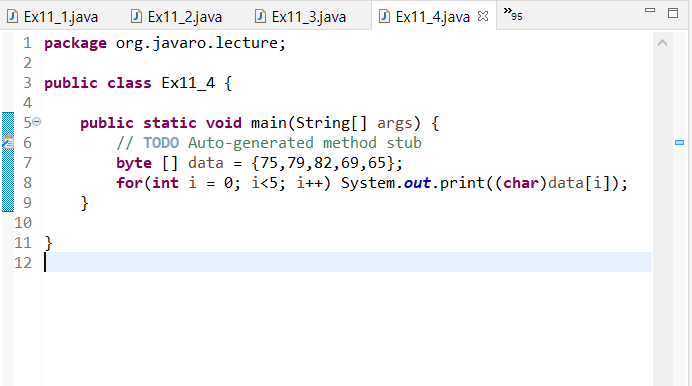 Ex11_1.java Ex11_2.java Ex11_3.java Ex11_4.java »95
1 package org.javaro.lecture;
2
3 public class Ex11_4 {
4
5 public static void main(String[] args) {
6 // TODO Auto-generated method stub
7 byte [] data = {75,79,82,69,65};
8 for(int i = 0; i<5; i++) System.out.print((char)data[i]);
9 }
10
11 }
12